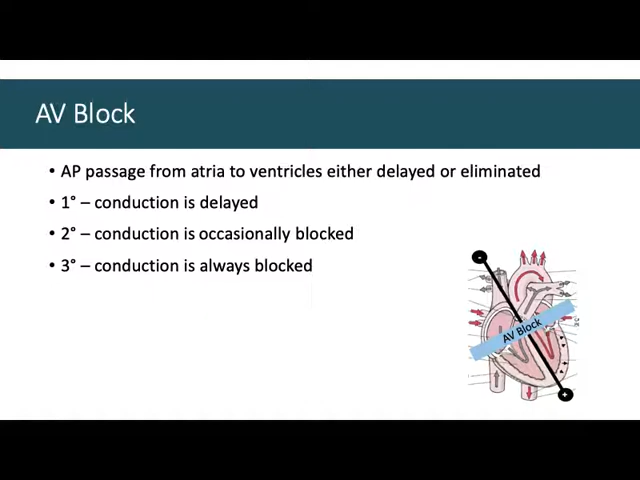 AV Block
• AP passage from atria to ventricles either delayed or eliminated
• 1° – conduction is delayed
• 2° – conduction is occasionally blocked
• 3° – conduction is always blocked
-
AV Block
+